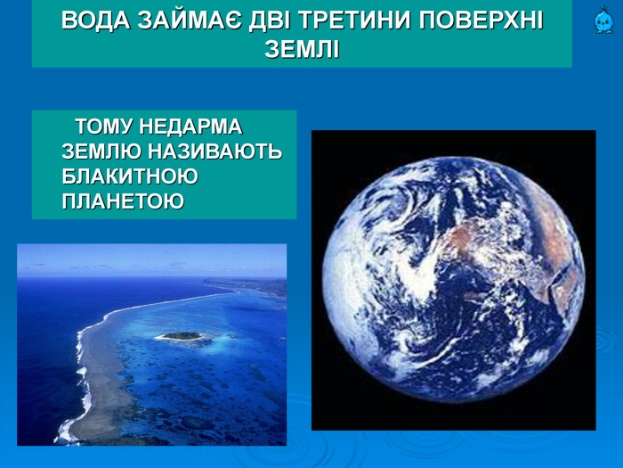 ВОДА ЗАЙМАЄ ДВІ ТРЕТИНИ ПОВЕРХНІ
ЗЕМЛІ
ТОМУ НЕДАРМА
ЗЕМЛЮ НАЗИВАЮТЬ
БЛАКИТНОЮ
ПЛАНЕТОЮ